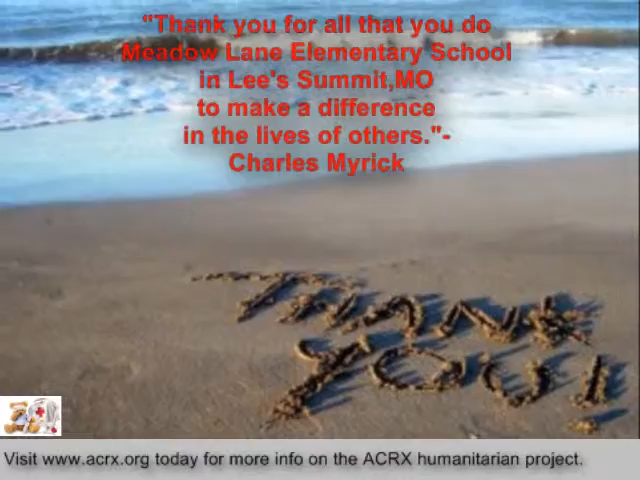 "Thank you for all that you do
Meadow Lane Elementary School
in Lee's Summit,MO
to make a difference
in the lives of others."-
Charles Myrick
THANK
YOU!
Visit www.acrx.org today for more info on the ACRX humanitarian project.